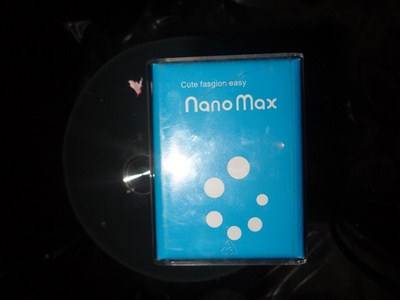 Cute fasgion easy
nano Max